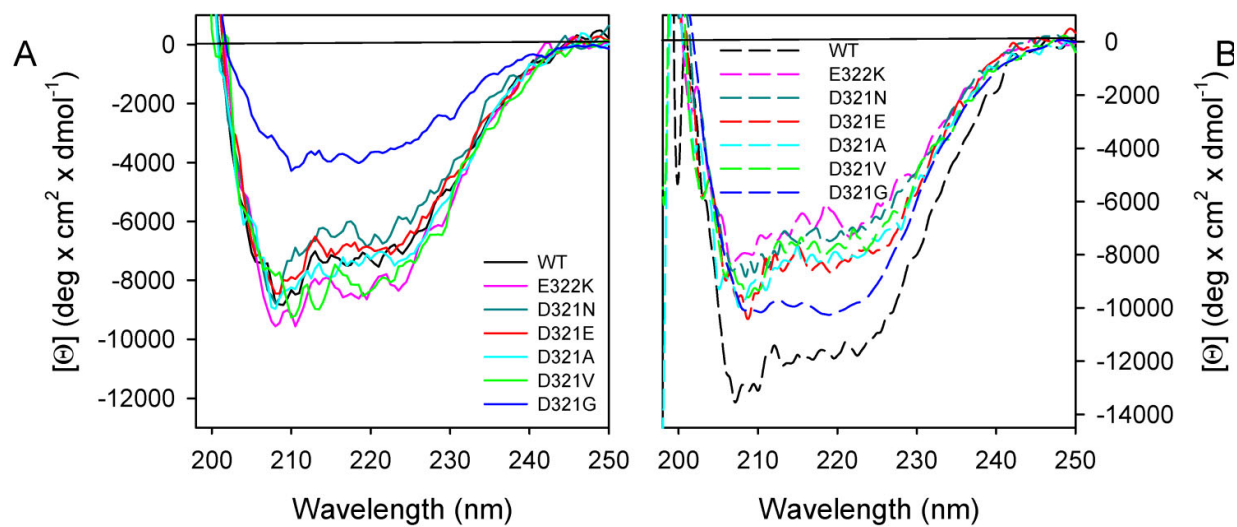 A
0
-2000
-4000
-6000
-8000
-10000
-12000
[Θ] (deg x cm² x dmol⁻¹)
WT
E322K
D321N
D321E
D321A
D321V
D321G
200 210 220 230 240 250
Wavelength (nm)
B
WT
E322K
D321N
D321E
D321A
D321V
D321G
0
-2000
-4000
-6000
-8000
-10000
-12000
-14000
[Θ] (deg x cm² x dmol⁻¹)
200 210 220 230 240 250
Wavelength (nm)